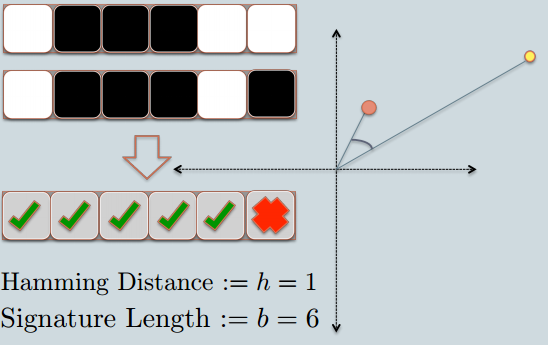 Hamming Distance := h = 1
Signature Length := b = 6